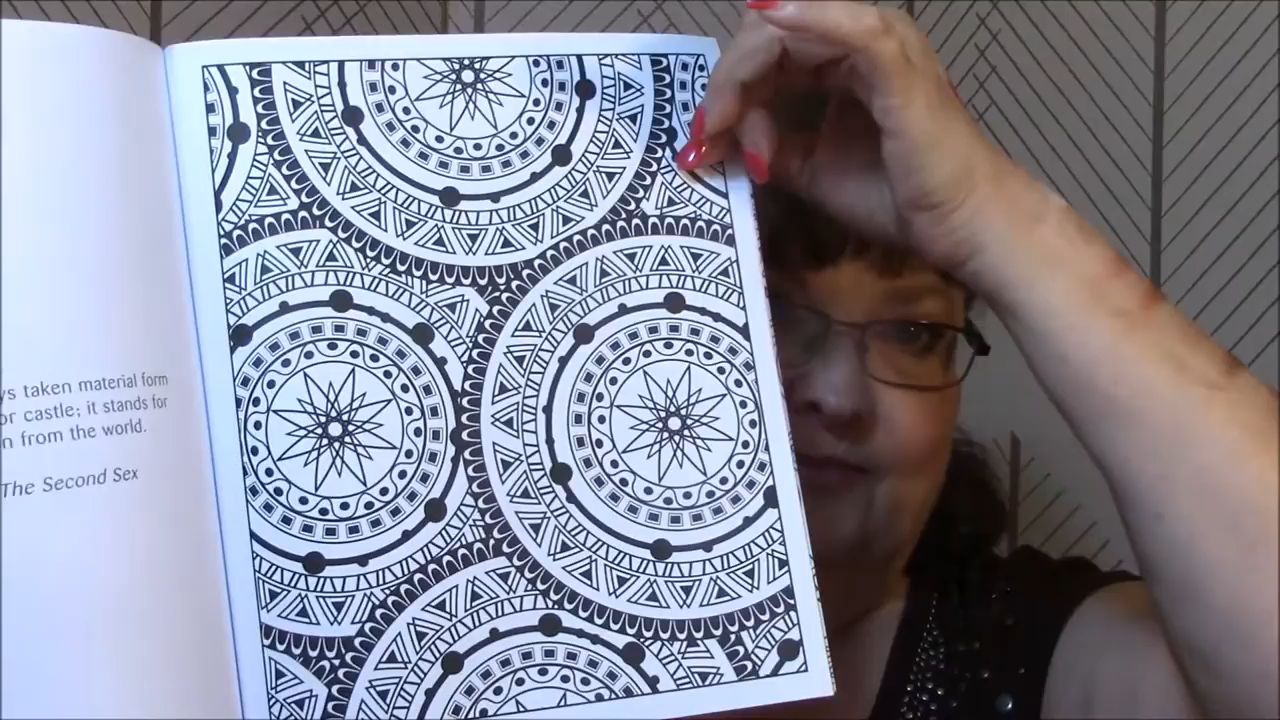 ys taken material form
or castle; it stands for
n from the world.
The Second Sex